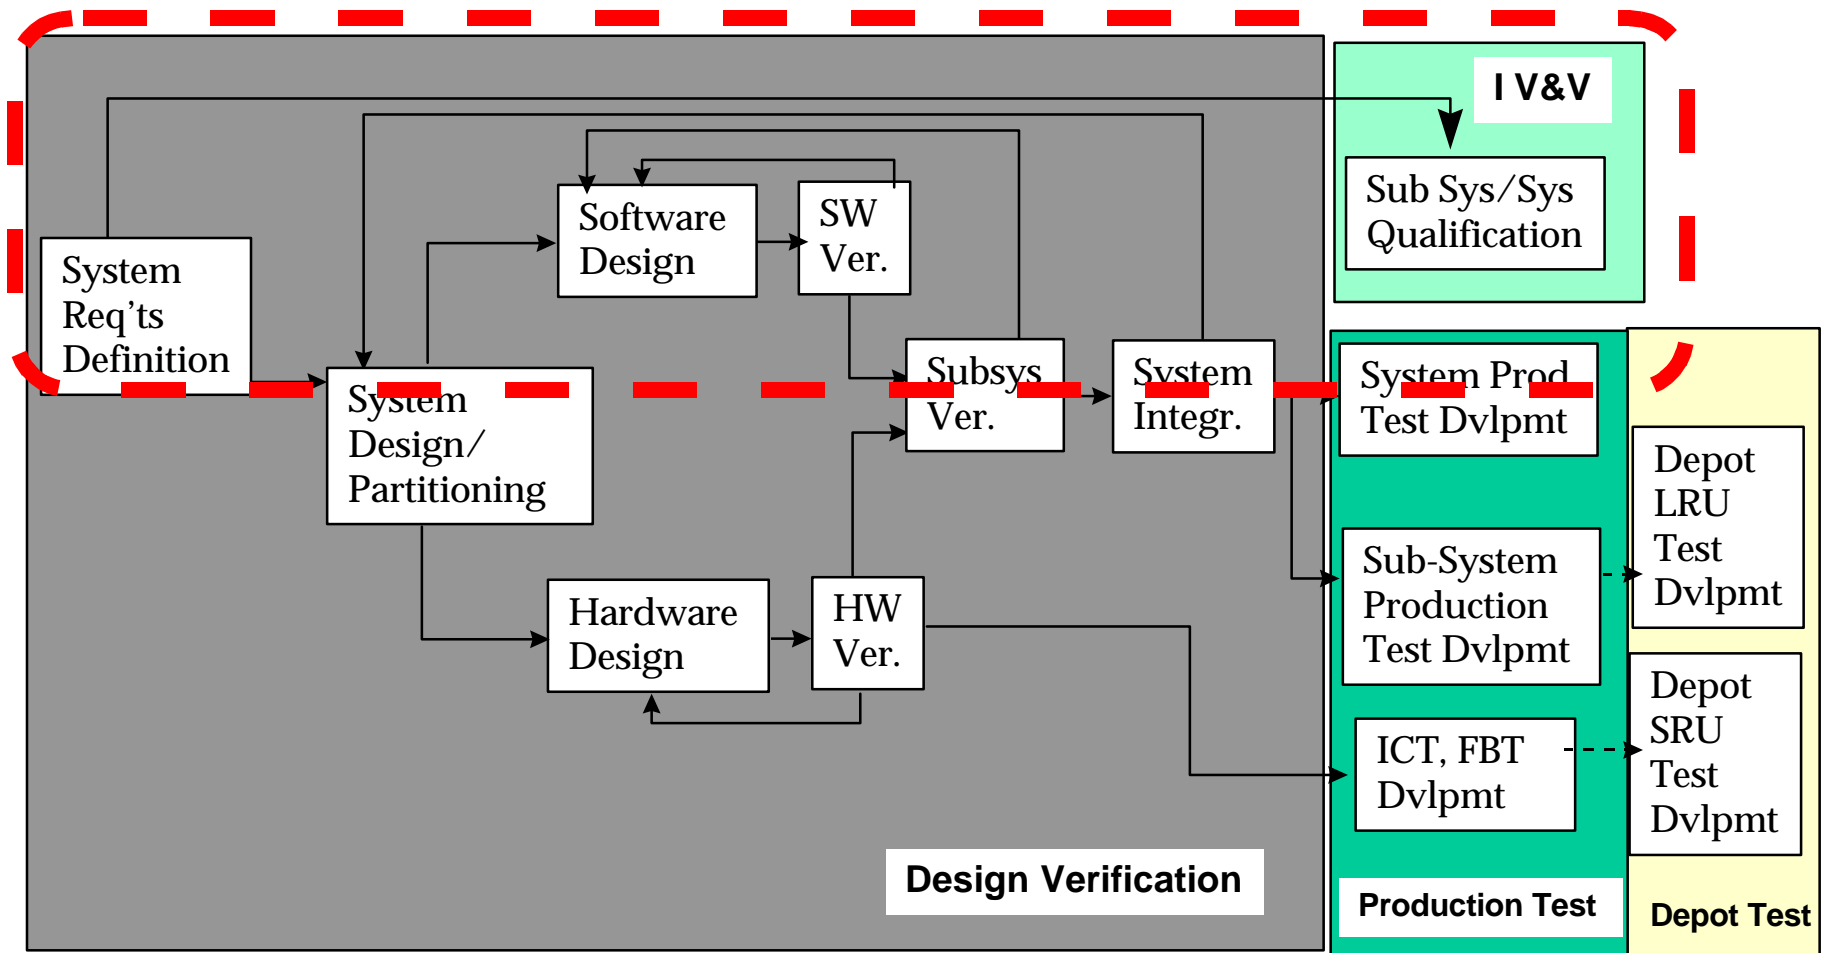 I V&V
Sub Sys/Sys
Qualification
Software
Design
SW
Ver.
System
Req'ts
Definition
System
Design/
Partitioning
Subsys
Ver.
System
Integr.
System Prod
Test Dvlpmt
Depot
LRU
Test
Dvlpmt
Sub-System
Production
Test Dvlpmt
Hardware
Design
HW
Ver.
Depot
SRU
Test
Dvlpmt
ICT, FBT
Dvlpmt
Design Verification
Production Test
Depot Test